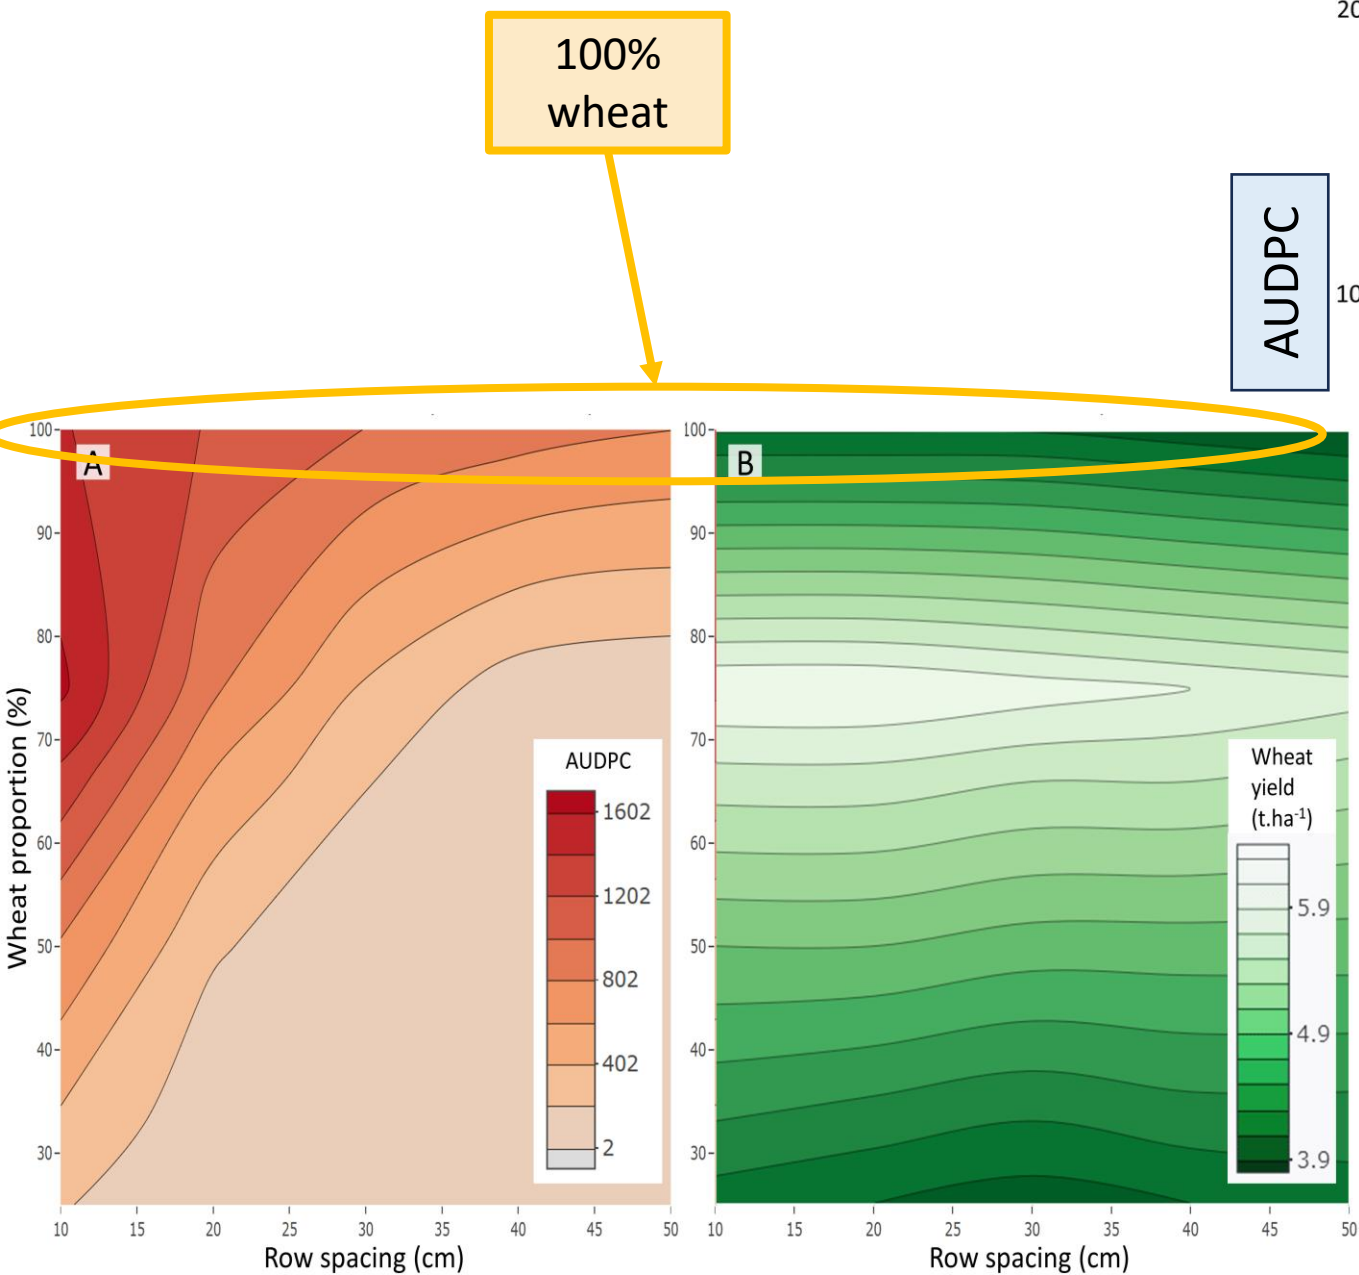 20
100%
wheat
AUDPC
10
A
B
100
90
80
70
60
50
40
30
Wheat proportion (%)
10 15 20 25 30 35 40 45 50
Row spacing (cm)
AUDPC
1602
1202
802
402
2
100
90
80
70
60
50
40
30
10 15 20 25 30 35 40 45 50
Row spacing (cm)
Wheat
yield
(t.ha⁻¹)
5.9
4.9
3.9